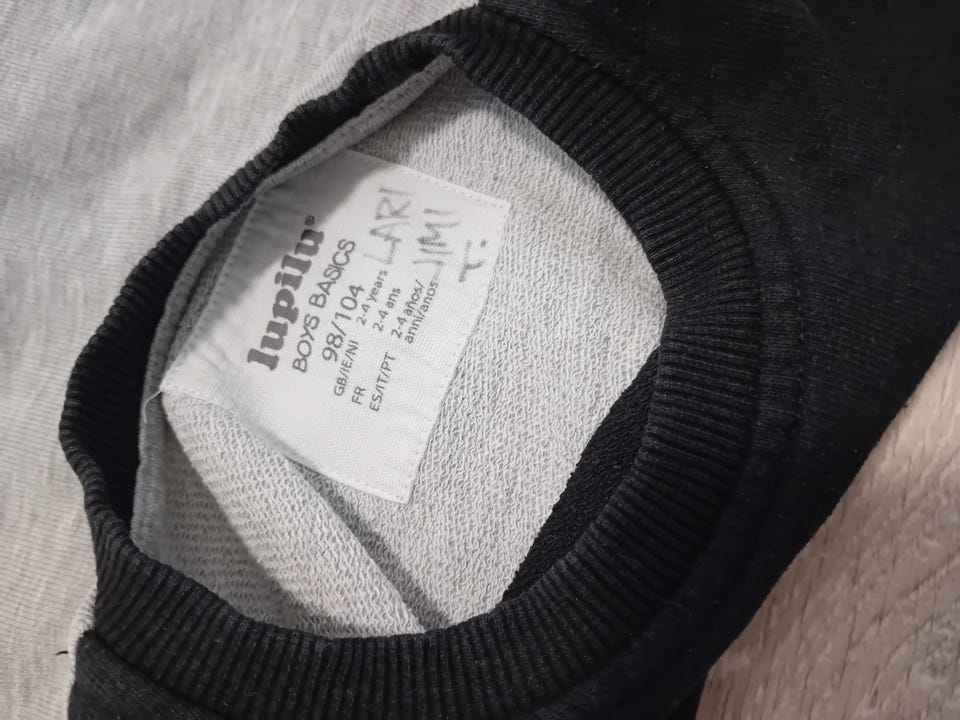 lupilu®
BOYS BASICS
98/104
GB/IE/NI 2-4 years
FR 2-4 ans
ES/IT/PT 2-4 años/
anni/anos
LARI
JIMI
T.